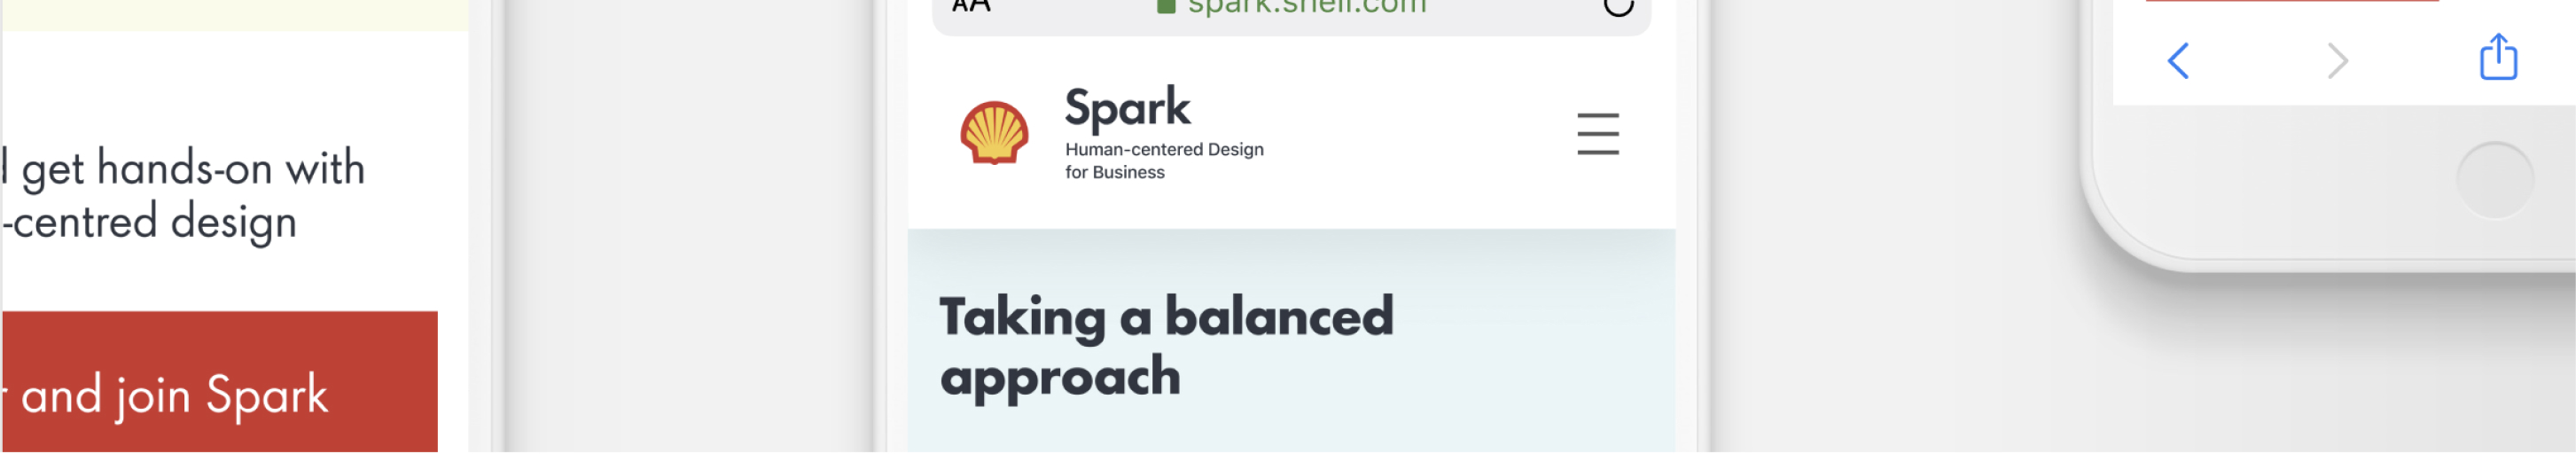 get hands-on with
-centred design
and join Spark
AA
spark.shell.com
Spark
Human-centered Design
for Business
Taking a balanced
approach